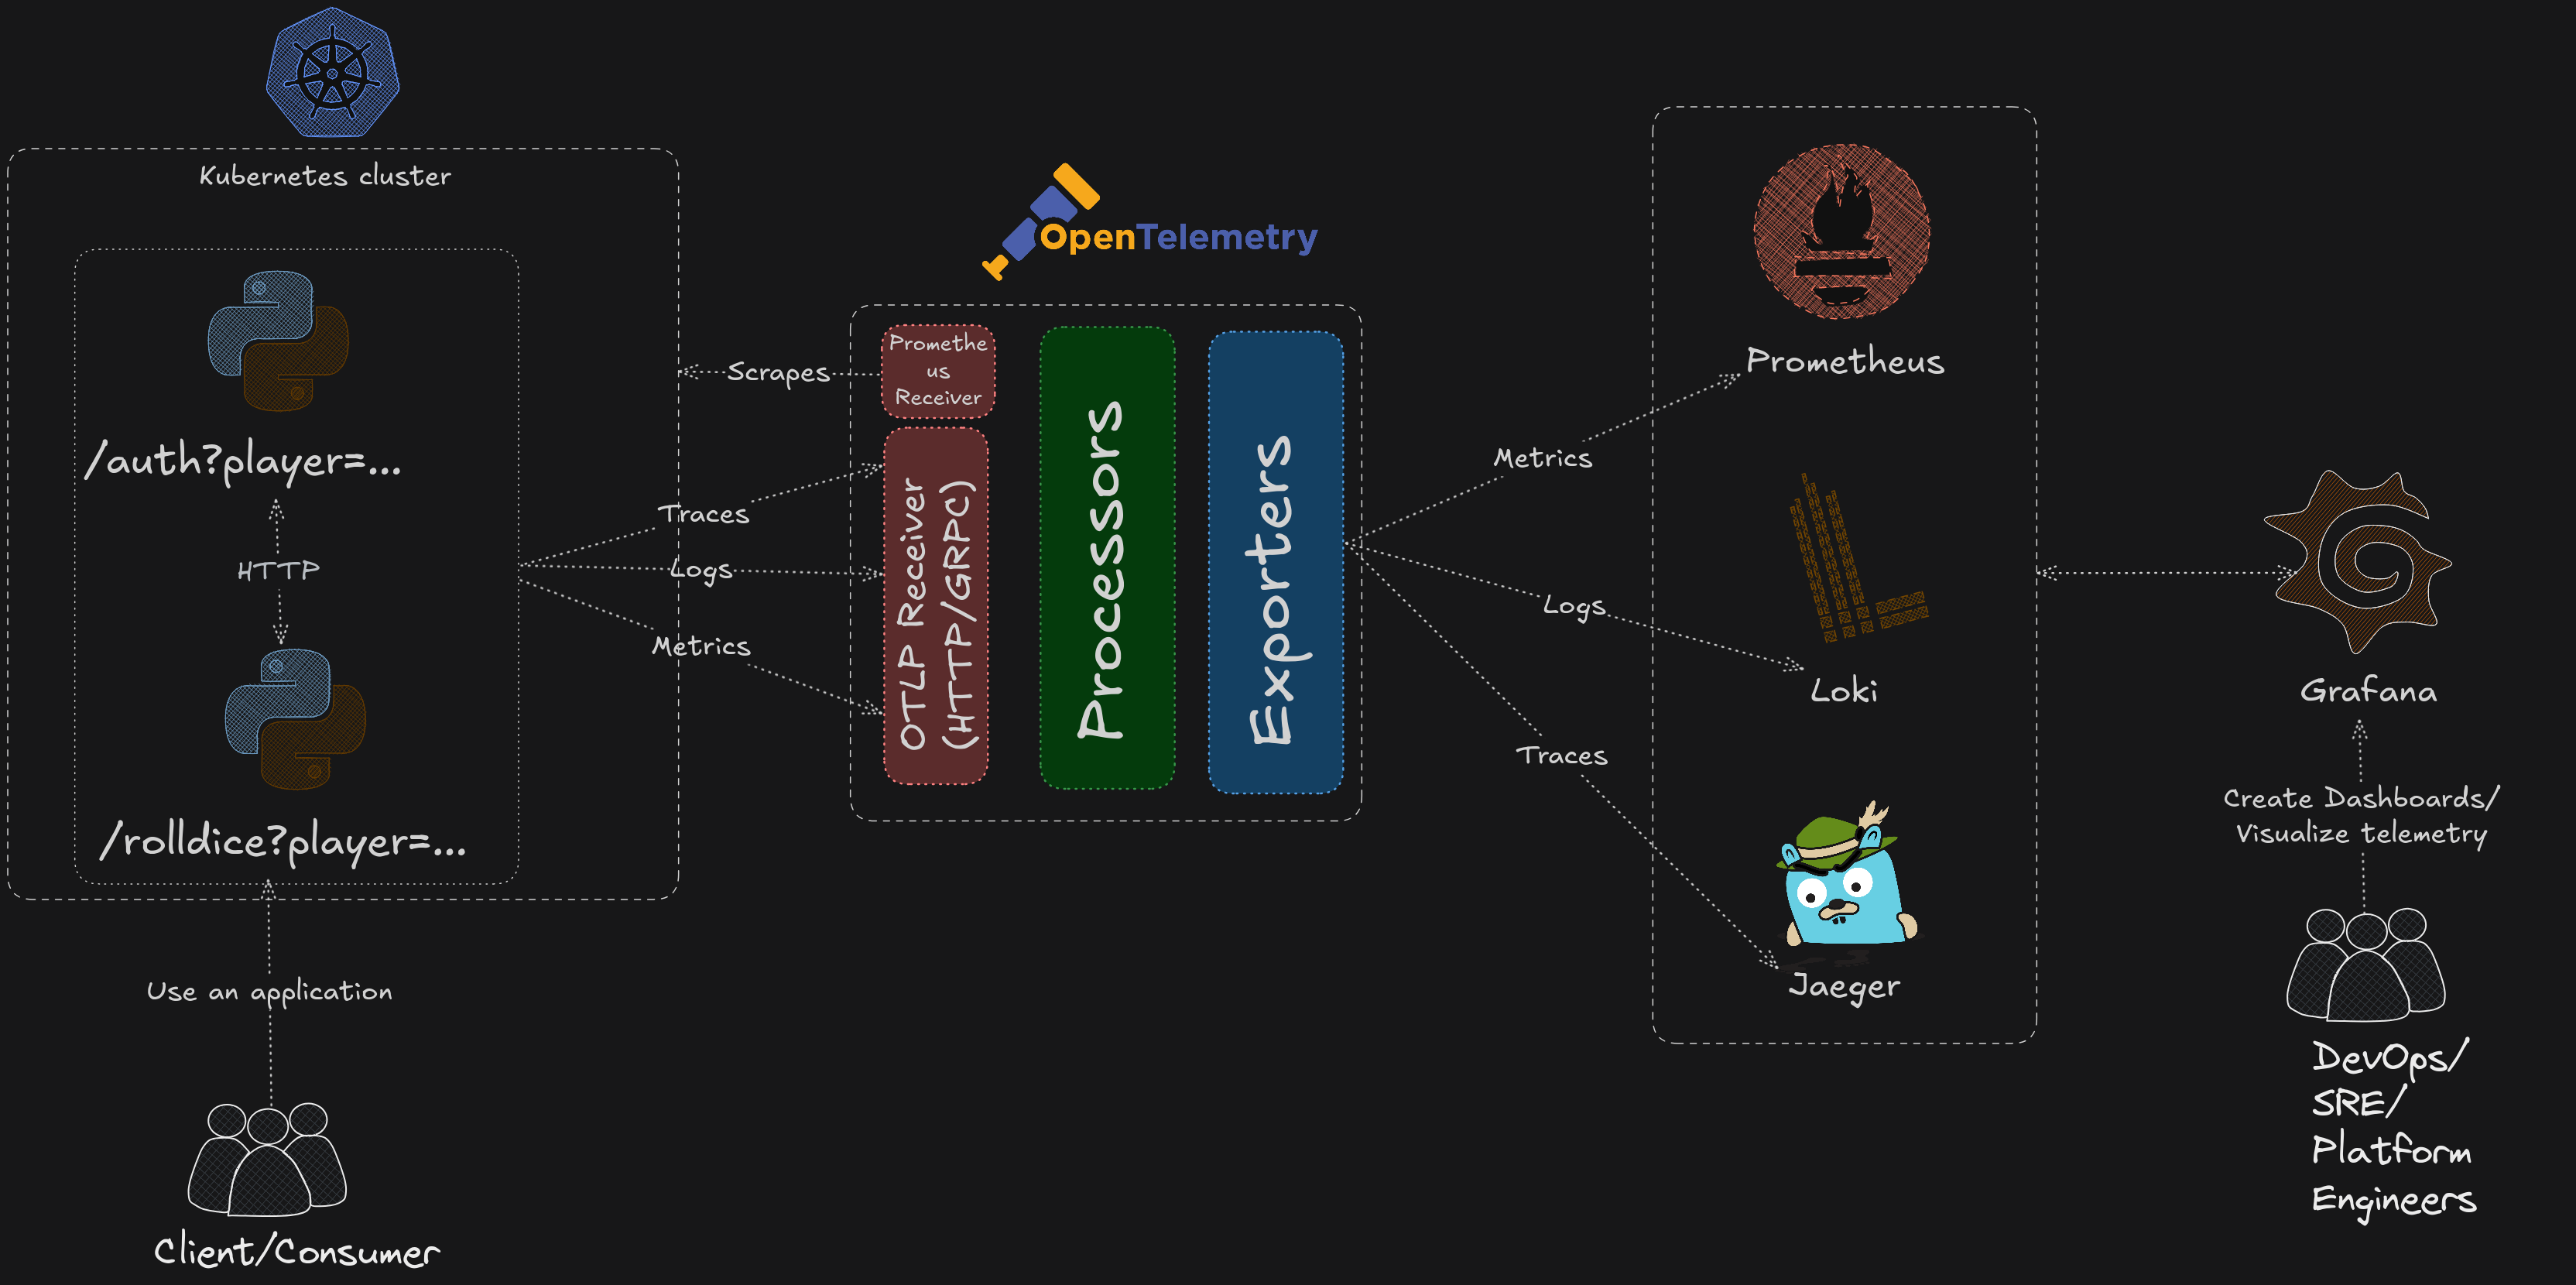 Kubernetes cluster
/auth?player=...
HTTP
/rolldice?player=...
Use an application
Client/Consumer
OpenTelemetry
Scrapes
Traces
Logs
Metrics
Promethe
us
Receiver
OTLP Receiver
(HTTP/GRPC)
Processors
Exporters
Metrics
Logs
Traces
Prometheus
Loki
Jaeger
Grafana
Create Dashboards/
Visualize telemetry
DevOps/
SRE/
Platform
Engineers